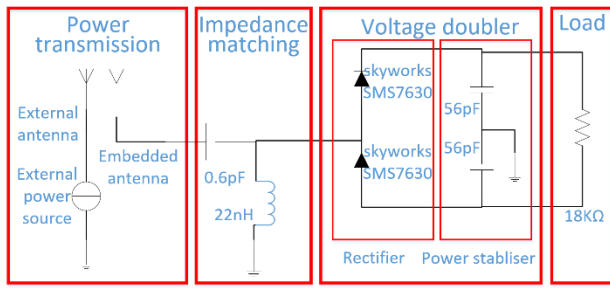 Power
transmission
Impedance
matching
Voltage doubler
Load
skyworks
SMS7630
External
antenna
56pF
56pF
Embedded
antenna
skyworks
SMS7630
External
power
source
0.6pF
22nH
18KΩ
Rectifier
Power stabliser